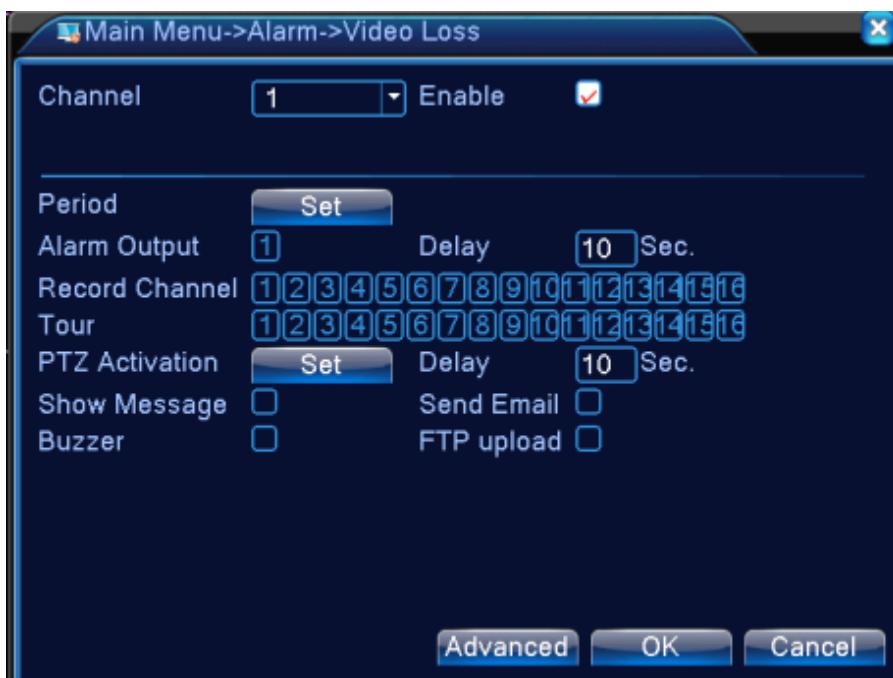 Main Menu->Alarm->Video Loss
Channel 1 Enable
Period Set
Alarm Output 1 Delay 10 Sec.
Record Channel 1 2 3 4 5 6 7 8 9 10 11 12 13 14 15 16
Tour 1 2 3 4 5 6 7 8 9 10 11 12 13 14 15 16
PTZ Activation Set Delay 10 Sec.
Show Message Send Email
Buzzer FTP upload
Advanced OK Cancel